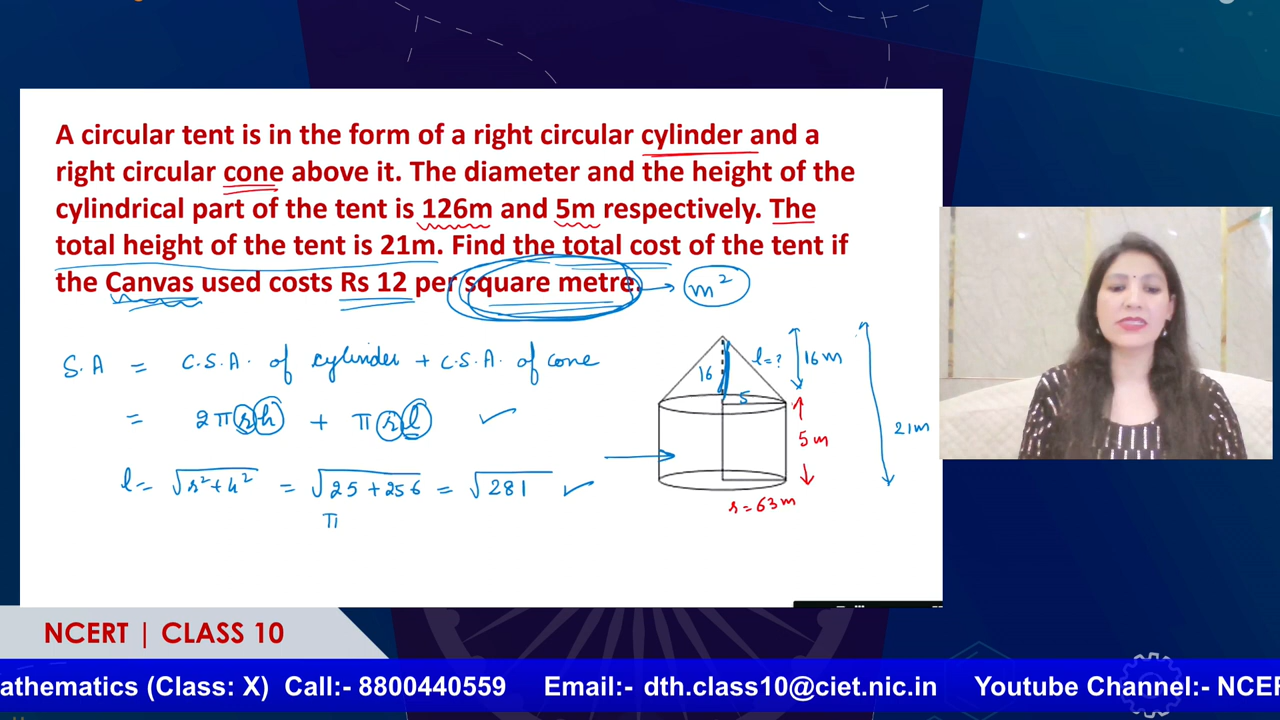 A circular tent is in the form of a right circular cylinder and a
right circular cone above it. The diameter and the height of the
cylindrical part of the tent is 126m and 5m respectively. The
total height of the tent is 21m. Find the total cost of the tent if
the Canvas used costs Rs 12 per square metre. → m²
S.A = C.S.A. of cylinder + C.S.A. of cone
= 2πrh + πrl
l = √r²+h² = √25+256 = √281
π
l=?
16m
16
5
5m
21m
r=63m
NCERT | CLASS 10
athematics (Class: X) Call:- 8800440559 Email:- dth.class10@ciet.nic.in Youtube Channel:- NCE